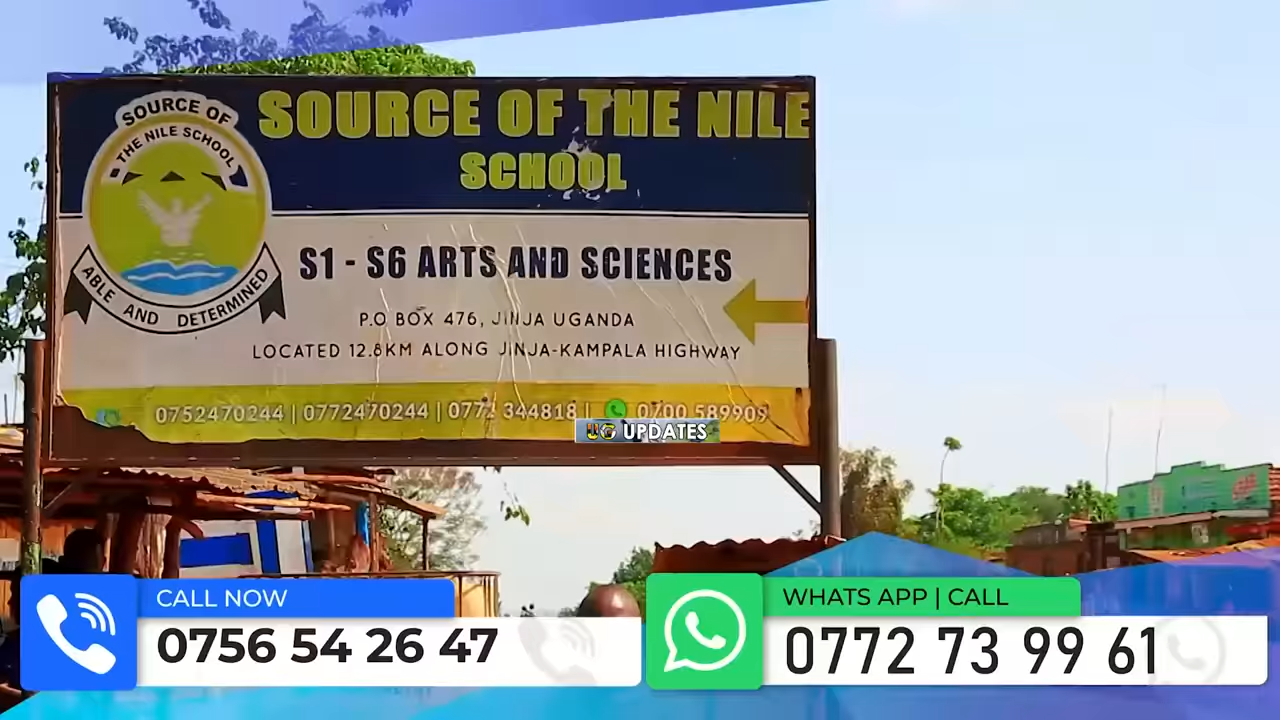 SOURCE OF
THE NILE SCHOOL
ABLE AND DETERMINED
SOURCE OF THE NILE
SCHOOL
S1 - S6 ARTS AND SCIENCES
P.O BOX 476, JINJA UGANDA
LOCATED 12.8KM ALONG JINJA-KAMPALA HIGHWAY
0752470244 | 0772470244 | 0772 344818 | 0700 589909
UG UPDATES
CALL NOW
0756 54 26 47
WHATS APP | CALL
0772 73 99 61